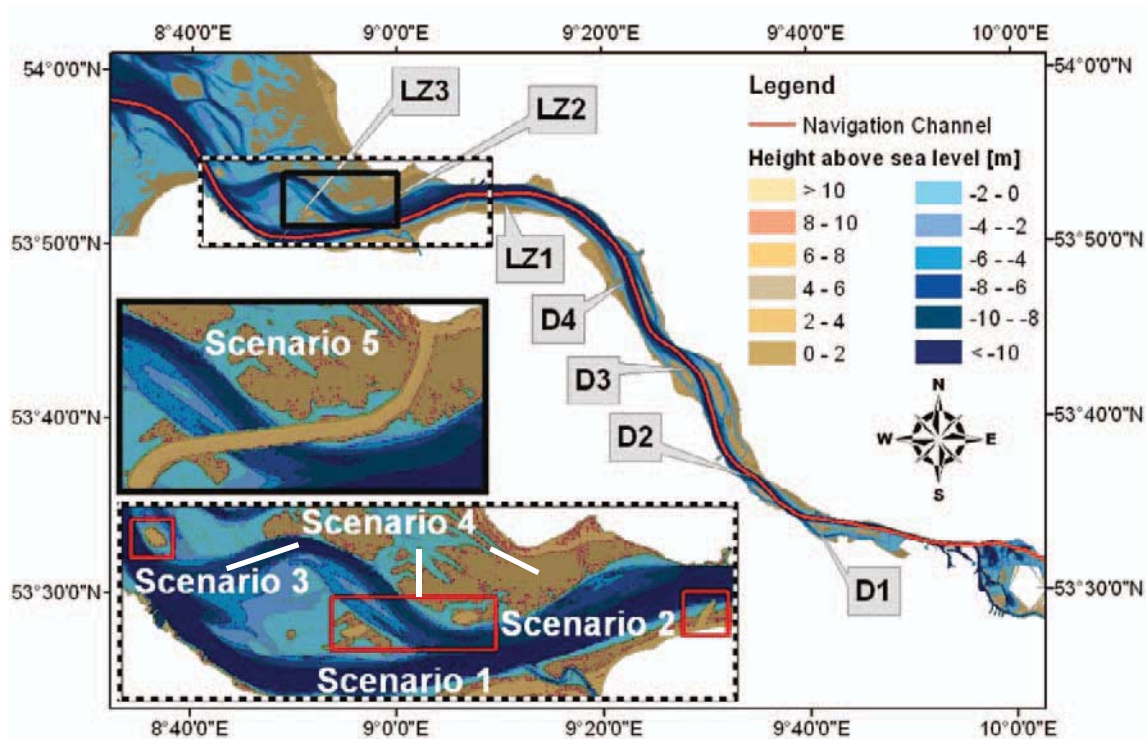 8°40'0"E 9°0'0"E 9°20'0"E 9°40'0"E 10°0'0"E
54°0'0"N
54°0'0"N
LZ3
LZ2
Legend
Navigation Channel
Height above sea level [m]
> 10
8 - 10
6 - 8
4 - 6
2 - 4
0 - 2
-2 - 0
-4 - -2
-6 - -4
-8 - -6
-10 - -8
< -10
53°50'0"N
53°50'0"N
LZ1
D4
D3
D2
D1
Scenario 5
53°40'0"N
53°40'0"N
N
W E
S
Scenario 4
Scenario 3
Scenario 2
Scenario 1
53°30'0"N
53°30'0"N
8°40'0"E 9°0'0"E 9°20'0"E 9°40'0"E 10°0'0"E